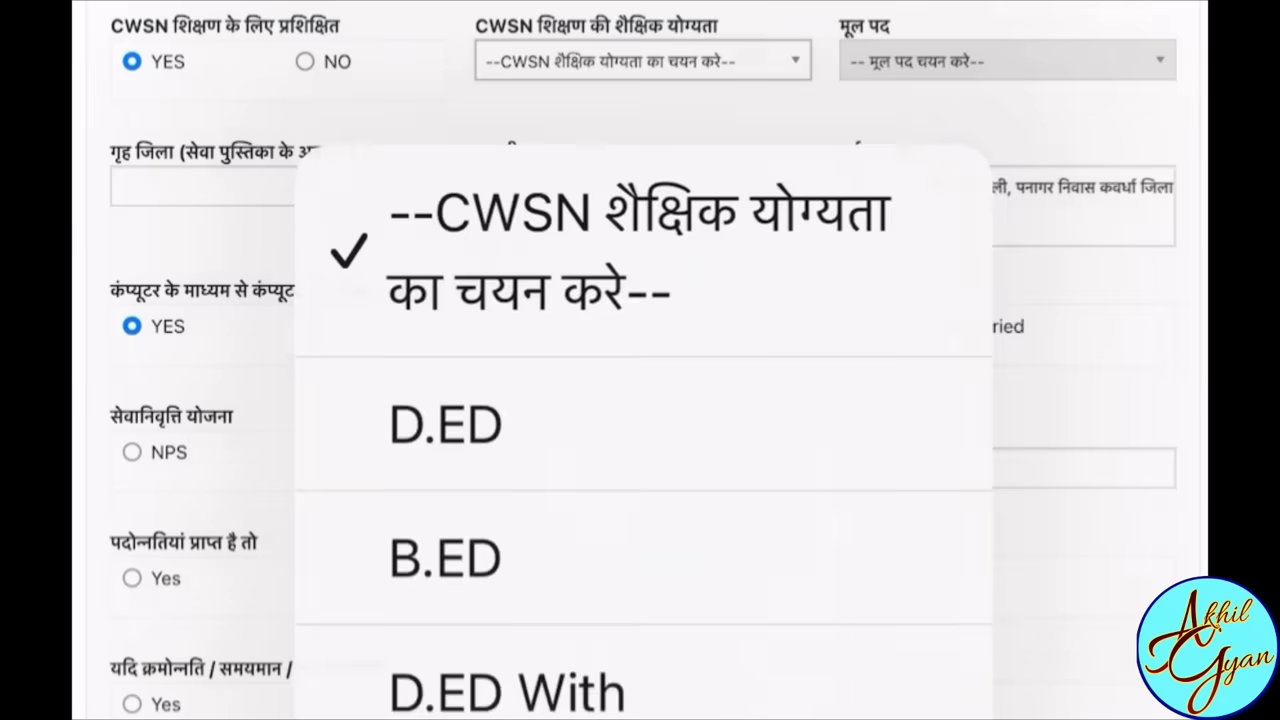 CWSN शिक्षण के लिए प्रशिक्षित
CWSN शिक्षण की शैक्षिक योग्यता
मूल पद
YES
NO
--CWSN शैक्षिक योग्यता का चयन करे--
-- मूल पद चयन करे--
गृह जिला (सेवा पुस्तिका के
ली, पनागर निवास कवर्धा जिला
--CWSN शैक्षिक योग्यता
का चयन करे--
कंप्यूटर के माध्यम से कंप्यूट
YES
ried
D.ED
सेवानिवृत्ति योजना
NPS
पदोन्नतियां प्राप्त है तो
B.ED
Yes
यदि क्रमोन्नति / समयमान /
D.ED With
Yes
Akhil
Gyan